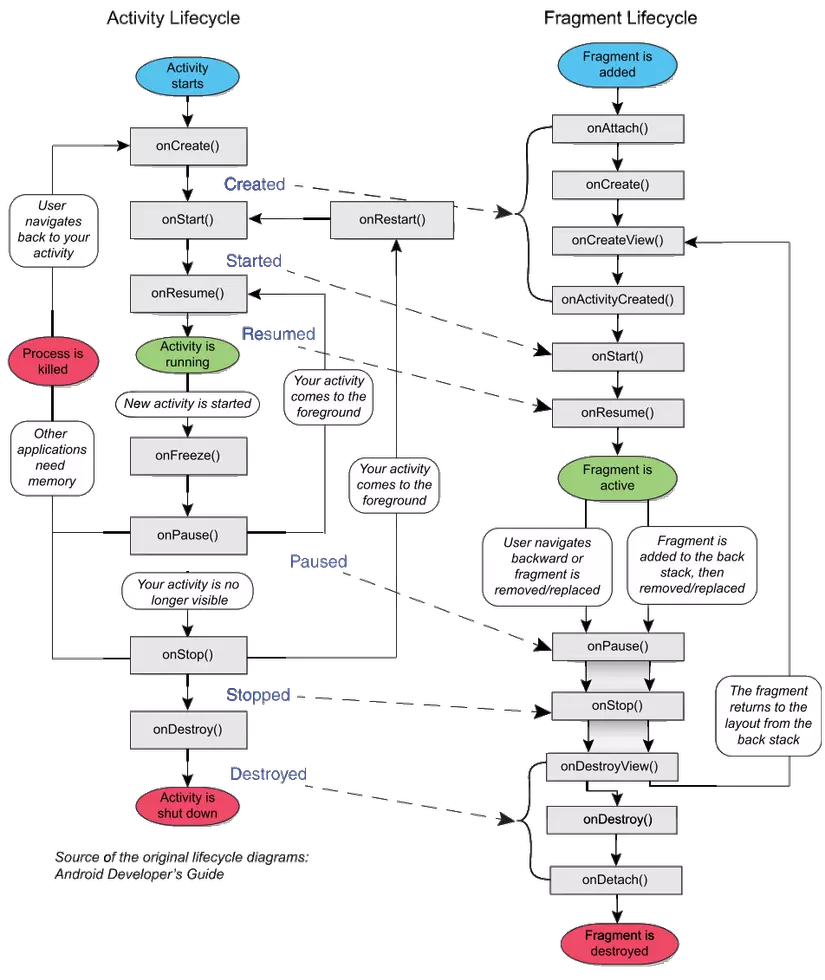 Activity Lifecycle
Activity
starts
onCreate()
User
navigates
back to your
activity
onStart()
onRestart()
onResume()
Activity is
running
Process is
killed
New activity is started
Your activity
comes to the
foreground
Other
applications
need
memory
onFreeze()
Your activity
comes to the
foreground
onPause()
Your activity is no
longer visible
onStop()
onDestroy()
Activity is
shut down
Source of the original lifecycle diagrams:
Android Developer's Guide
Created
Started
Resumed
Paused
Stopped
Destroyed
Fragment Lifecycle
Fragment is
added
onAttach()
onCreate()
onCreateView()
onActivityCreated()
onStart()
onResume()
Fragment is
active
User navigates
backward or
fragment is
removed/replaced
Fragment is
added to the back
stack, then
removed/replaced
onPause()
onStop()
The fragment
returns to the
layout from the
back stack
onDestroyView()
onDestroy()
onDetach()
Fragment is
destroyed